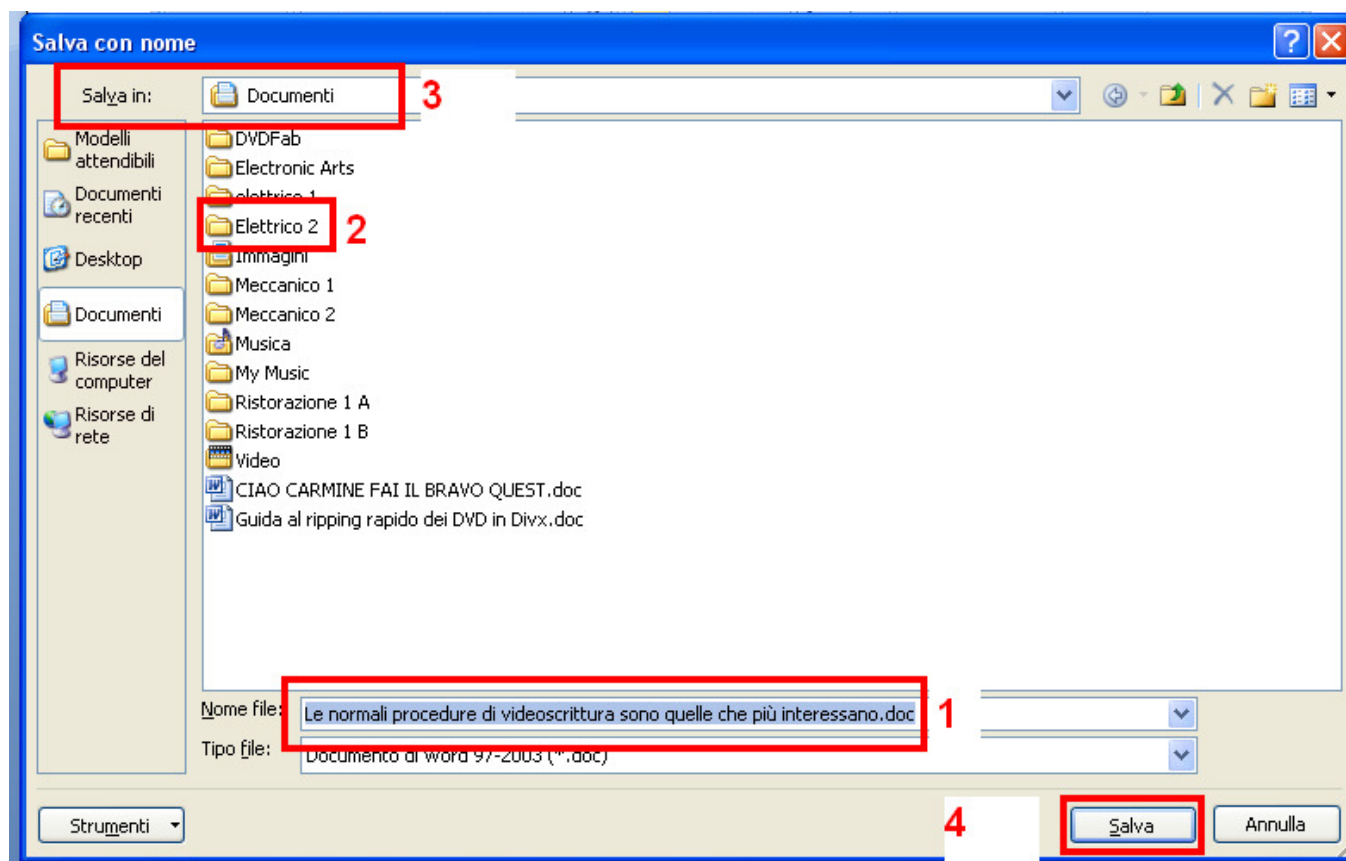 Salva con nome
Salva in:
Documenti
3
Modelli
attendibili
Documenti
recenti
Desktop
Documenti
Risorse del
computer
Risorse di
rete
DVDFab
Electronic Arts
elettrico 1
Elettrico 2
2
Immagini
Meccanico 1
Meccanico 2
Musica
My Music
Ristorazione 1 A
Ristorazione 1 B
Video
CIAO CARMINE FAI IL BRAVO QUEST.doc
Guida al ripping rapido dei DVD in Divx.doc
Nome file:
Le normali procedure di videoscrittura sono quelle che più interessano.doc
1
Tipo file:
Documento di Word 97-2003 (*.doc)
Strumenti
4
Salva
Annulla